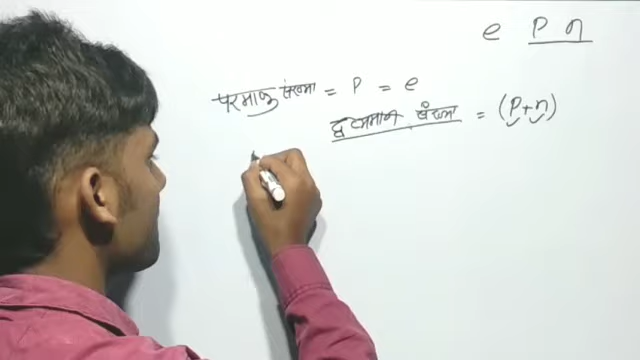 e P n
परमाणु संख्या = P = e
द्रव्यमान संख्या = (P+n)